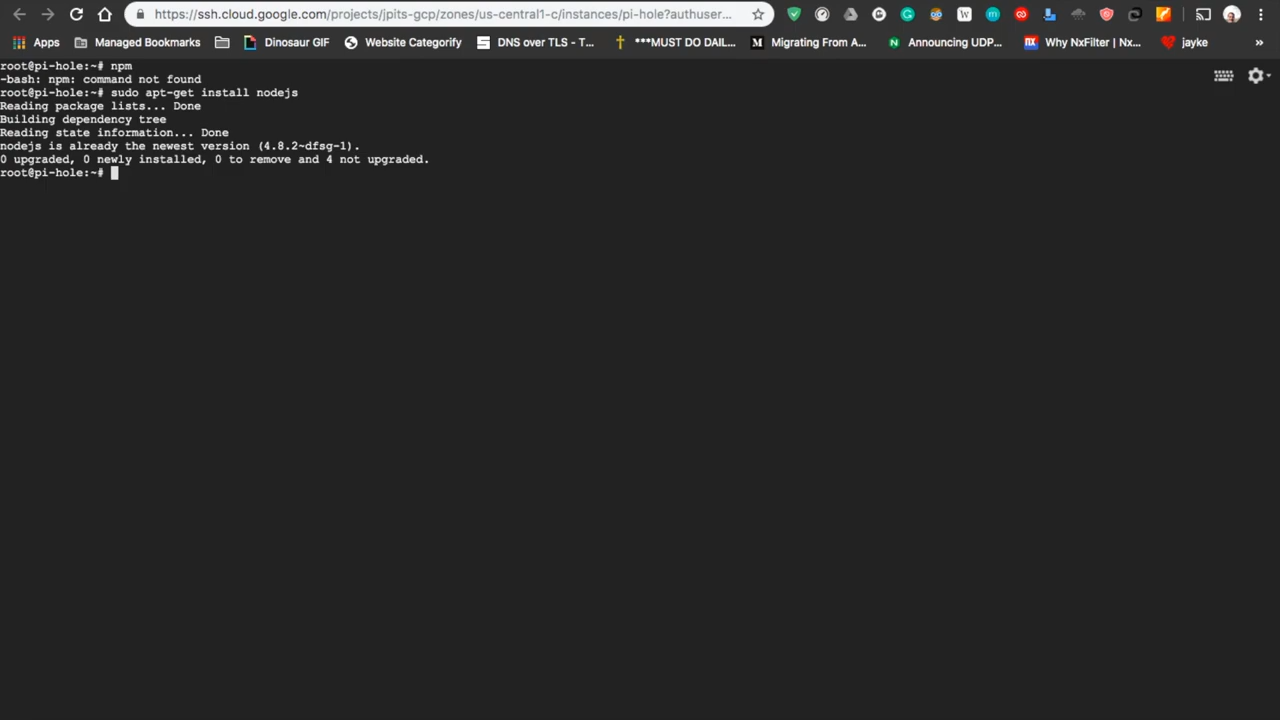 https://ssh.cloud.google.com/projects/jpits-gcp/zones/us-central1-c/instances/pi-hole?authuser...
Apps Managed Bookmarks Dinosaur GIF Website Categorify DNS over TLS - T... ***MUST DO DAIL... Migrating From A... Announcing UDP... Why NxFilter | Nx... jayke »
root@pi-hole:~# npm
-bash: npm: command not found
root@pi-hole:~# sudo apt-get install nodejs
Reading package lists... Done
Building dependency tree
Reading state information... Done
nodejs is already the newest version (4.8.2~dfsg-1).
0 upgraded, 0 newly installed, 0 to remove and 4 not upgraded.
root@pi-hole:~#